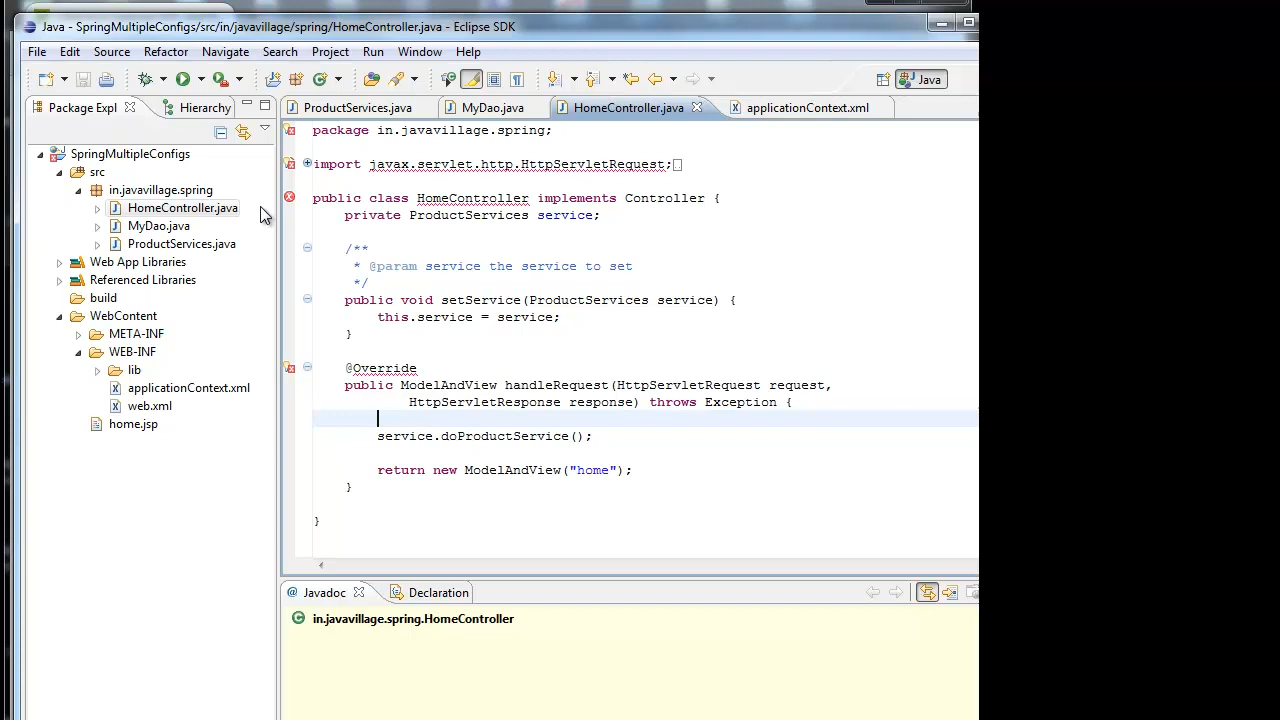 Java - SpringMultipleConfigs/src/in/javavillage/spring/HomeController.java - Eclipse SDK
File Edit Source Refactor Navigate Search Project Run Window Help
Java
Package Expl Hierarchy
ProductServices.java MyDao.java HomeController.java applicationContext.xml
SpringMultipleConfigs
src
in.javavillage.spring
HomeController.java
MyDao.java
ProductServices.java
Web App Libraries
Referenced Libraries
build
WebContent
META-INF
WEB-INF
lib
applicationContext.xml
web.xml
home.jsp
package in.javavillage.spring;
import javax.servlet.http.HttpServletRequest;
public class HomeController implements Controller {
private ProductServices service;
/**
* @param service the service to set
*/
public void setService(ProductServices service) {
this.service = service;
}
@Override
public ModelAndView handleRequest(HttpServletRequest request,
HttpServletResponse response) throws Exception {
service.doProductService();
return new ModelAndView("home");
}
}
@ Javadoc Declaration
in.javavillage.spring.HomeController